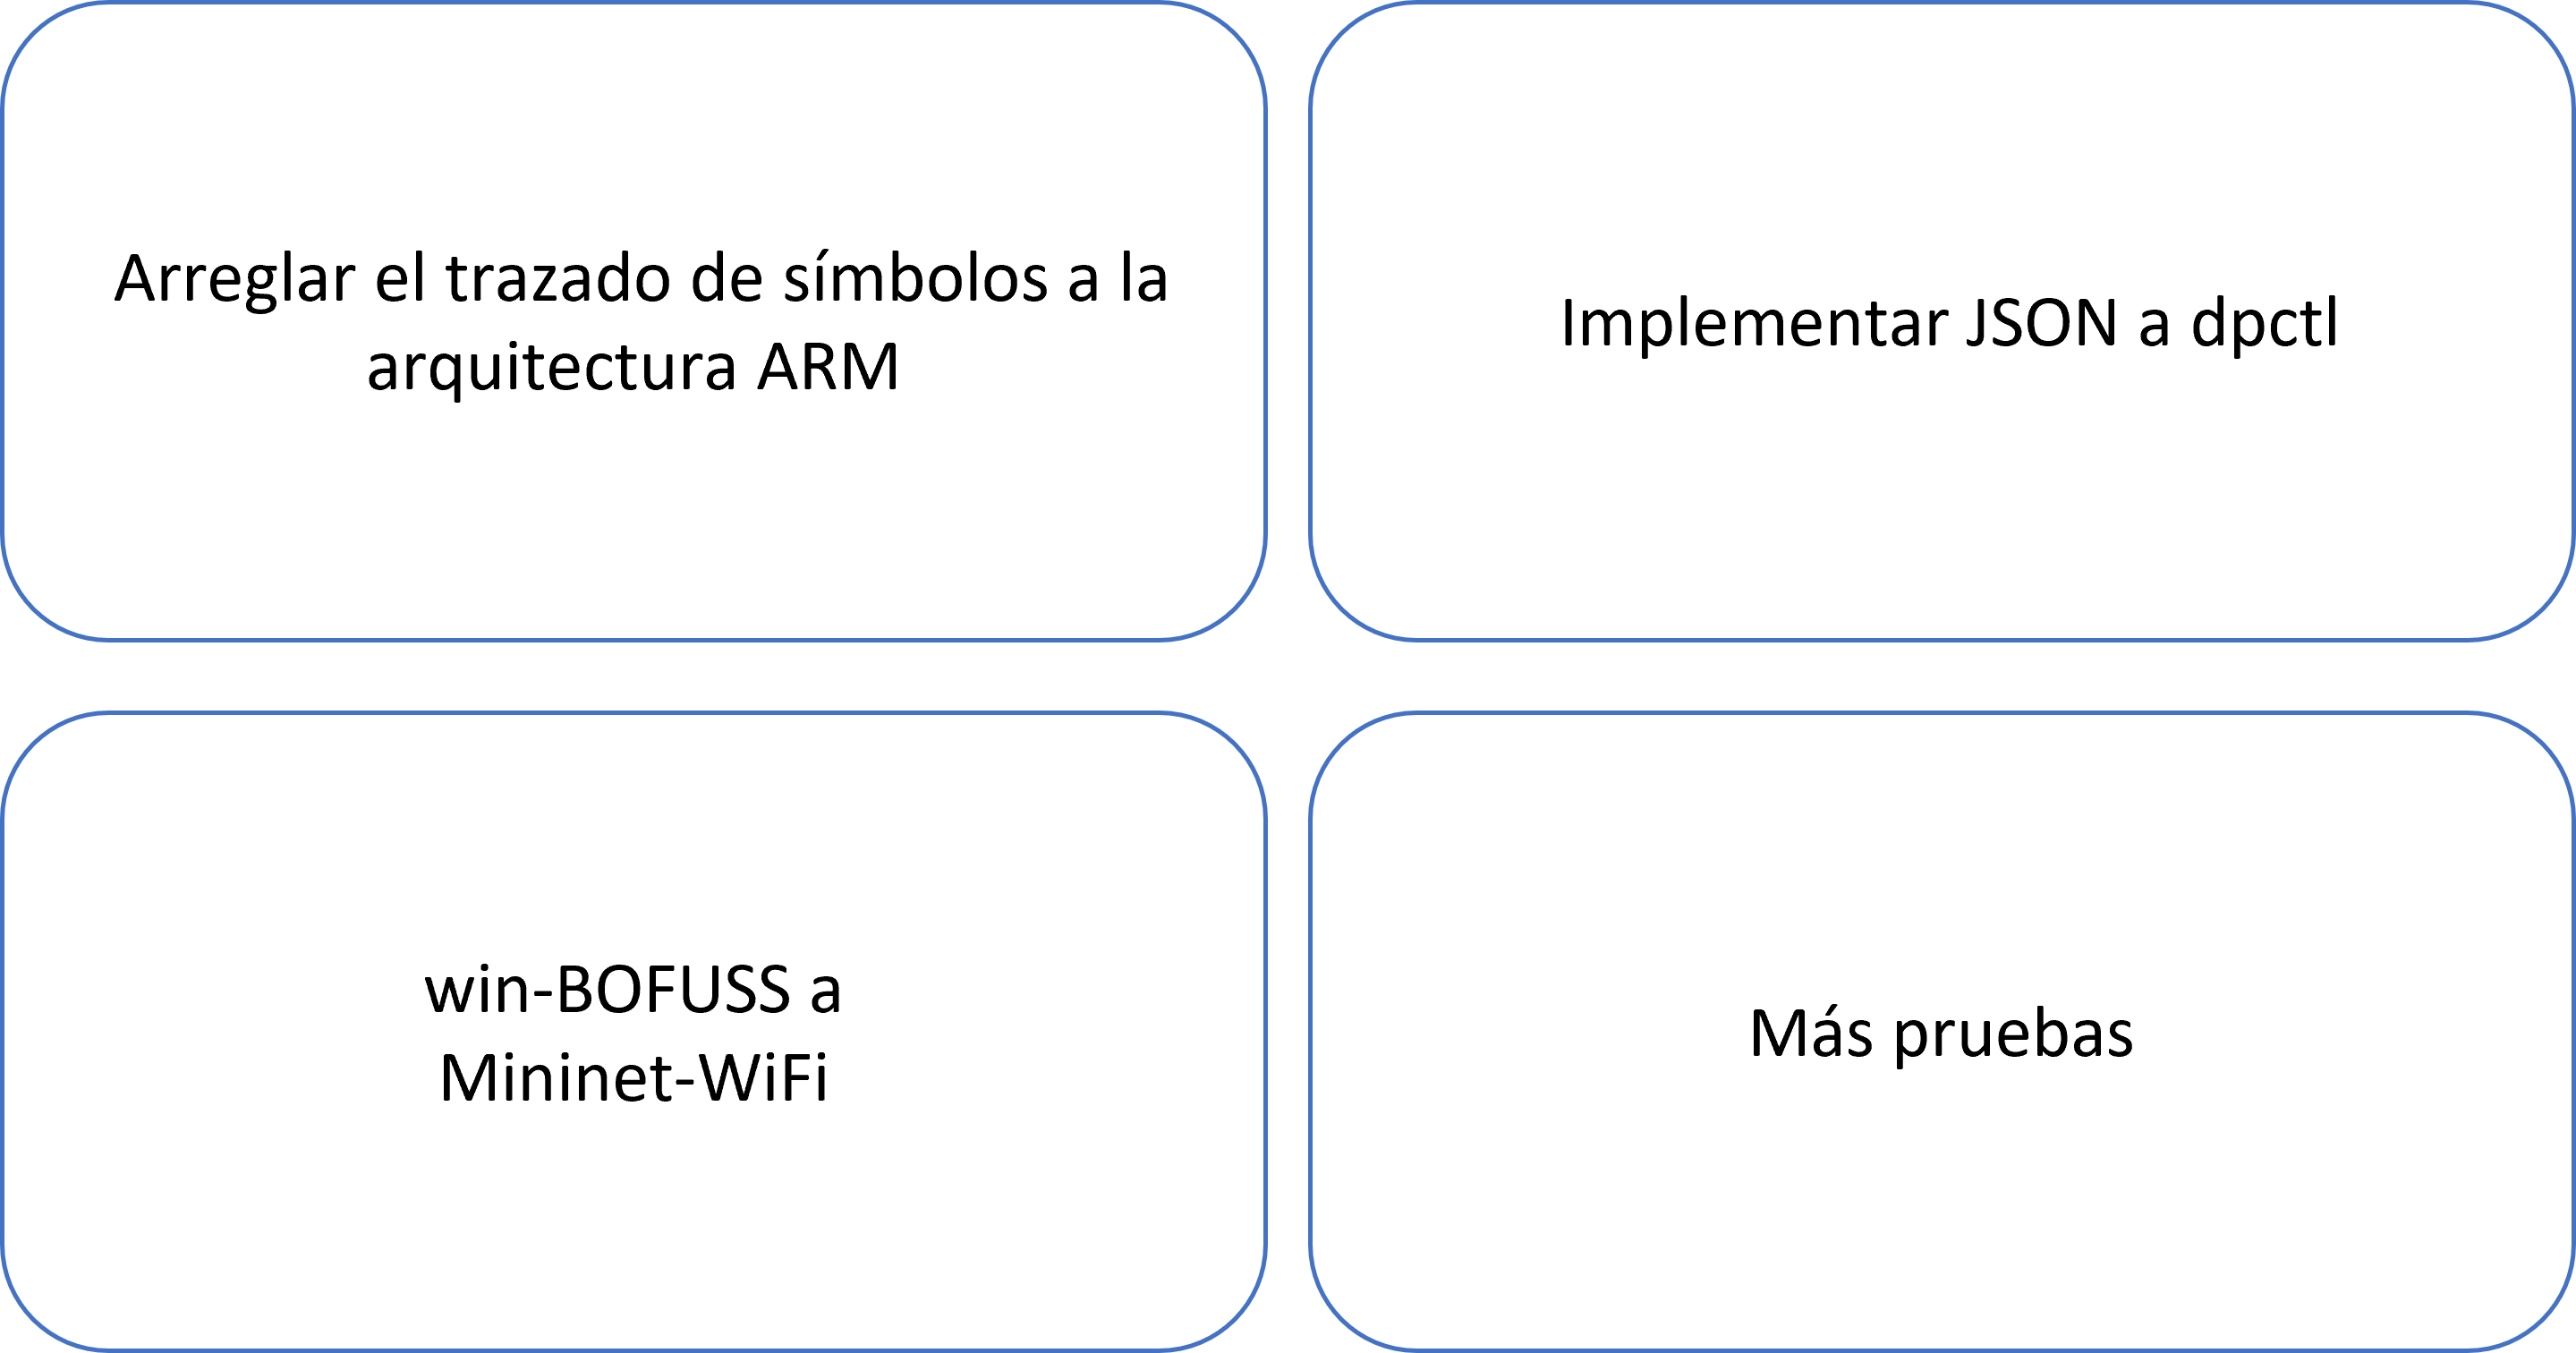 Arreglar el trazado de símbolos a la
arquitectura ARM
Implementar JSON a dpctl
win-BOFUSS a
Mininet-WiFi
Más pruebas